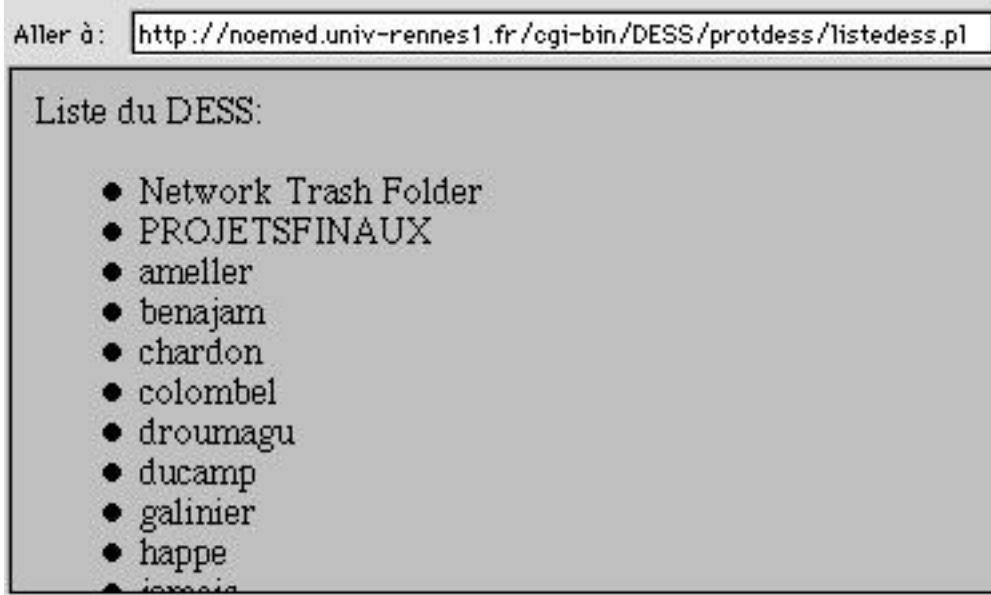 Aller à: http://noemed.univ-rennes1.fr/cgi-bin/DESS/protdess/listedess.pl
Liste du DESS:
Network Trash Folder
PROJETSFINAUX
ameller
benajam
chardon
colombel
droumagu
ducamp
galinier
happe